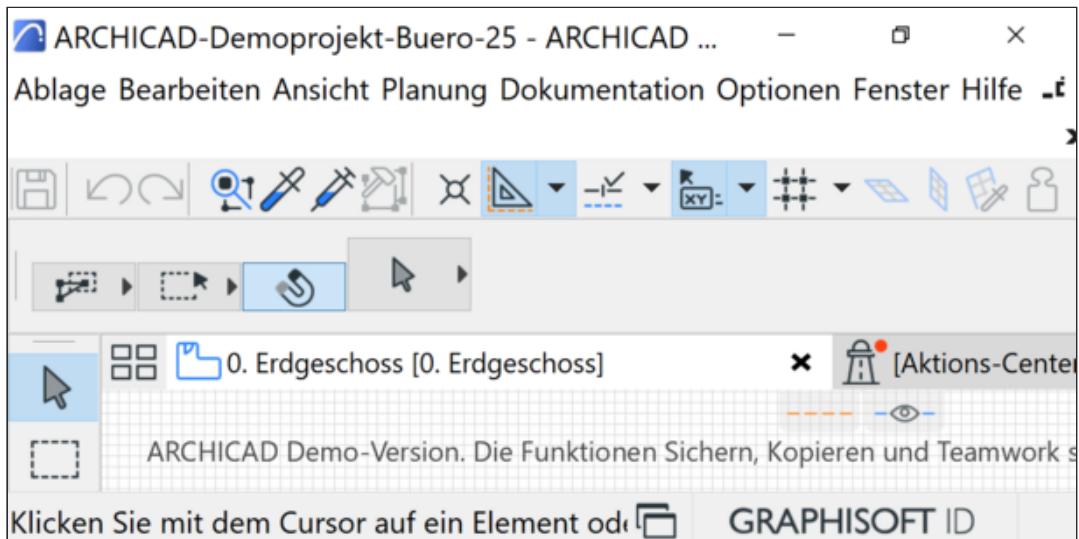 ARCHICAD-Demoprojekt-Buero-25 - ARCHICAD ...
Ablage Bearbeiten Ansicht Planung Dokumentation Optionen Fenster Hilfe
XY:
0. Erdgeschoss [0. Erdgeschoss]
[Aktions-Center
ARCHICAD Demo-Version. Die Funktionen Sichern, Kopieren und Teamwork s
Klicken Sie mit dem Cursor auf ein Element od
GRAPHISOFT ID